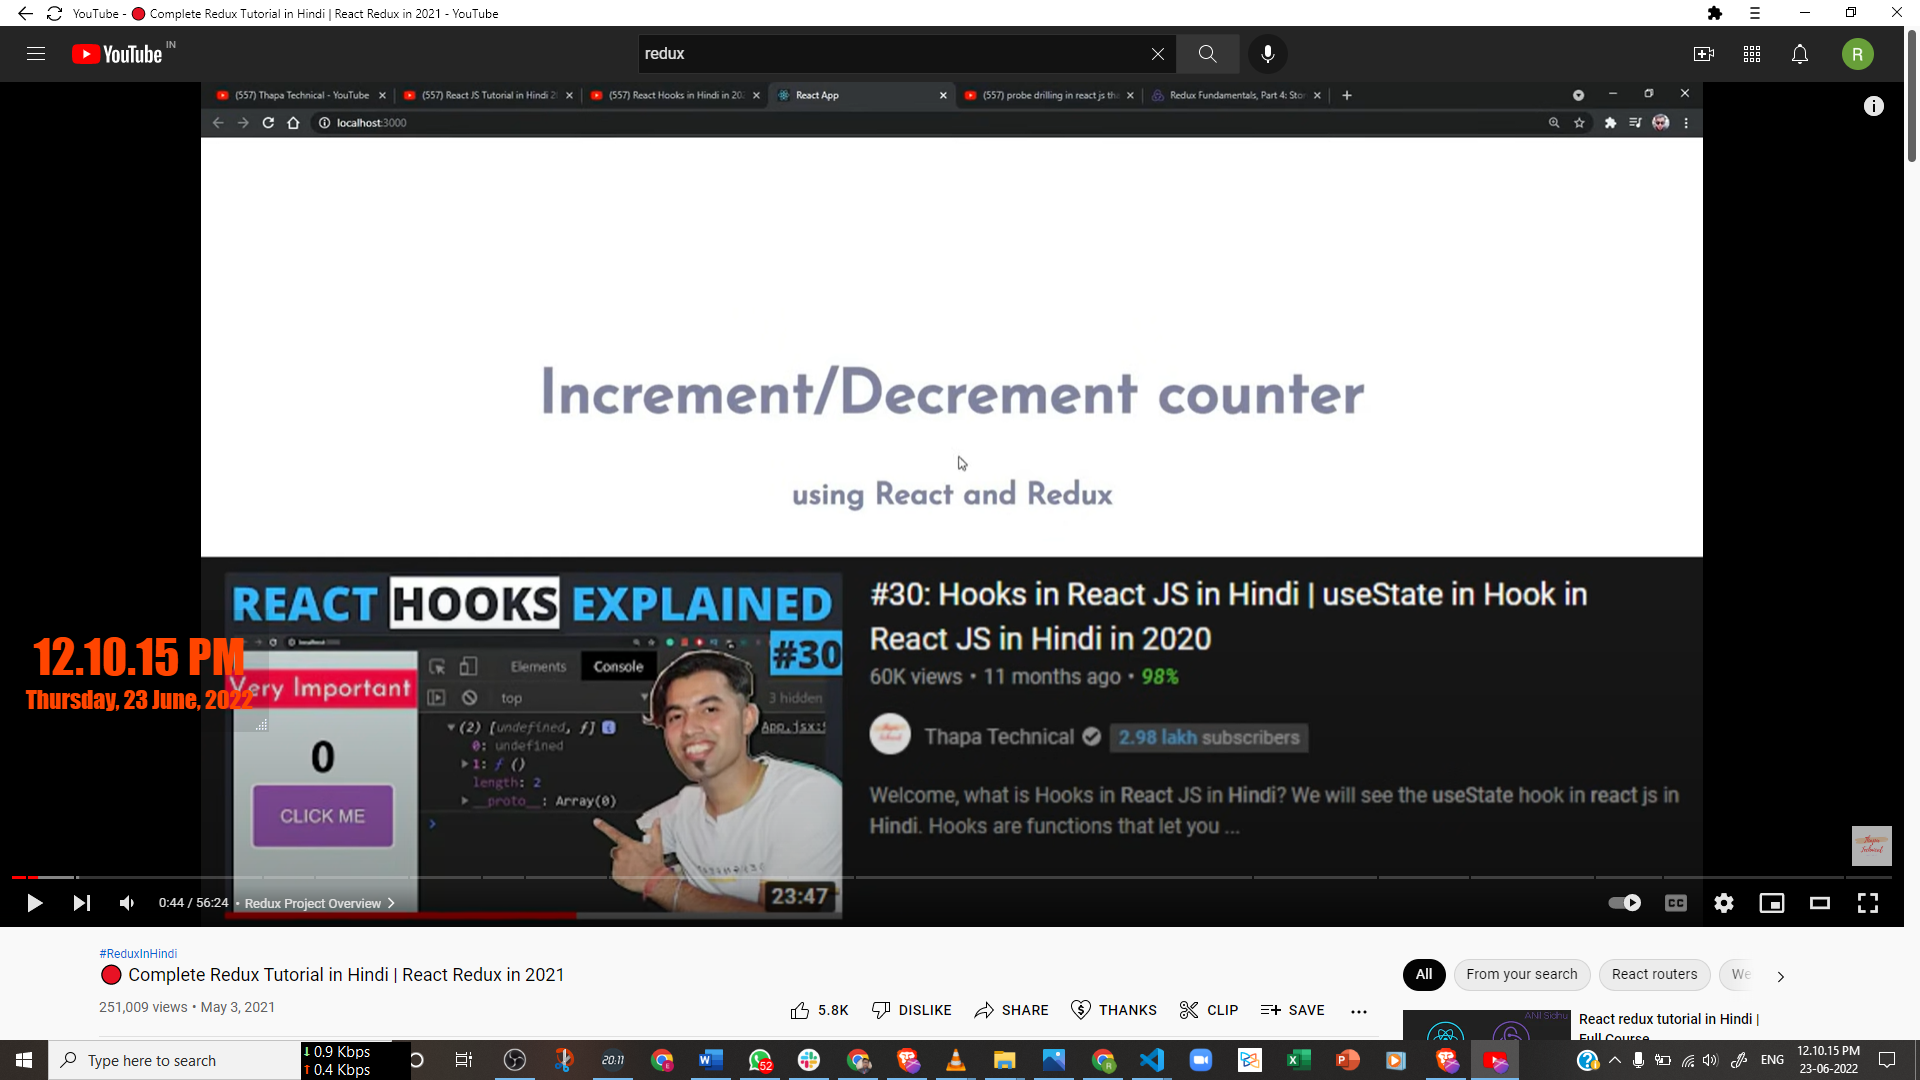 YouTube - 🔴 Complete Redux Tutorial in Hindi | React Redux in 2021 - YouTube
YouTube IN
redux
R
(557) Thapa Technical - YouTube
(557) React JS Tutorial in Hindi 2
(557) React Hooks in Hindi in 20
React App
(557) probe drilling in react js tha
Redux Fundamentals, Part 4: Stor
localhost:3000
Increment/Decrement counter
using React and Redux
REACT HOOKS EXPLAINED
#30
Elements Console
Very Important
top
3 hidden
(2) [undefined, ƒ]
App.jsx:
0: undefined
1: ƒ ()
length: 2
__proto__: Array(0)
0
CLICK ME
23:47
#30: Hooks in React JS in Hindi | useState in Hook in
React JS in Hindi in 2020
60K views • 11 months ago • 98%
Thapa Technical 2.98 lakh subscribers
Welcome, what is Hooks in React JS in Hindi? We will see the useState hook in react js in
Hindi. Hooks are functions that let you ...
12.10.15 PM
Thursday, 23 June, 2022
Thapa
Technical
0:44 / 56:24 • Redux Project Overview
CC
#ReduxInHindi
🔴 Complete Redux Tutorial in Hindi | React Redux in 2021
251,009 views • May 3, 2021
5.8K DISLIKE SHARE THANKS CLIP SAVE
All From your search React routers We
ANIL Sidhu
React redux tutorial in Hindi |
Full Course
Type here to search
↓ 0.9 Kbps
↑ 0.4 Kbps
20:11
52
ENG
12.10.15 PM
23-06-2022